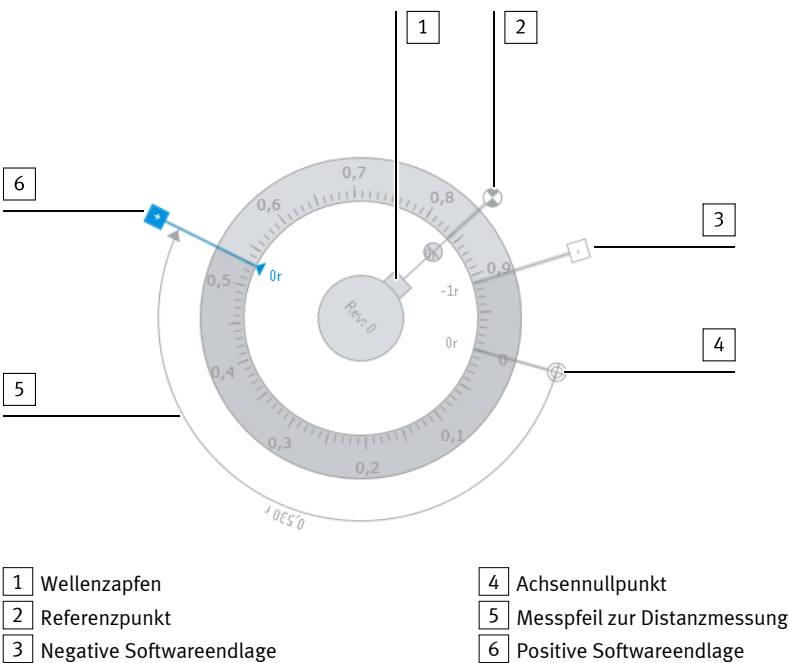 1
2
0,7
0,6
0,8
6
3
0,5
0r
0,9
-1r
Rev: 0
0r
4
0
0,4
5
0,3
0,1
0,2
0,530 r
1 Wellenzapfen
2 Referenzpunkt
3 Negative Softwareendlage
4 Achsennullpunkt
5 Messpfeil zur Distanzmessung
6 Positive Softwareendlage